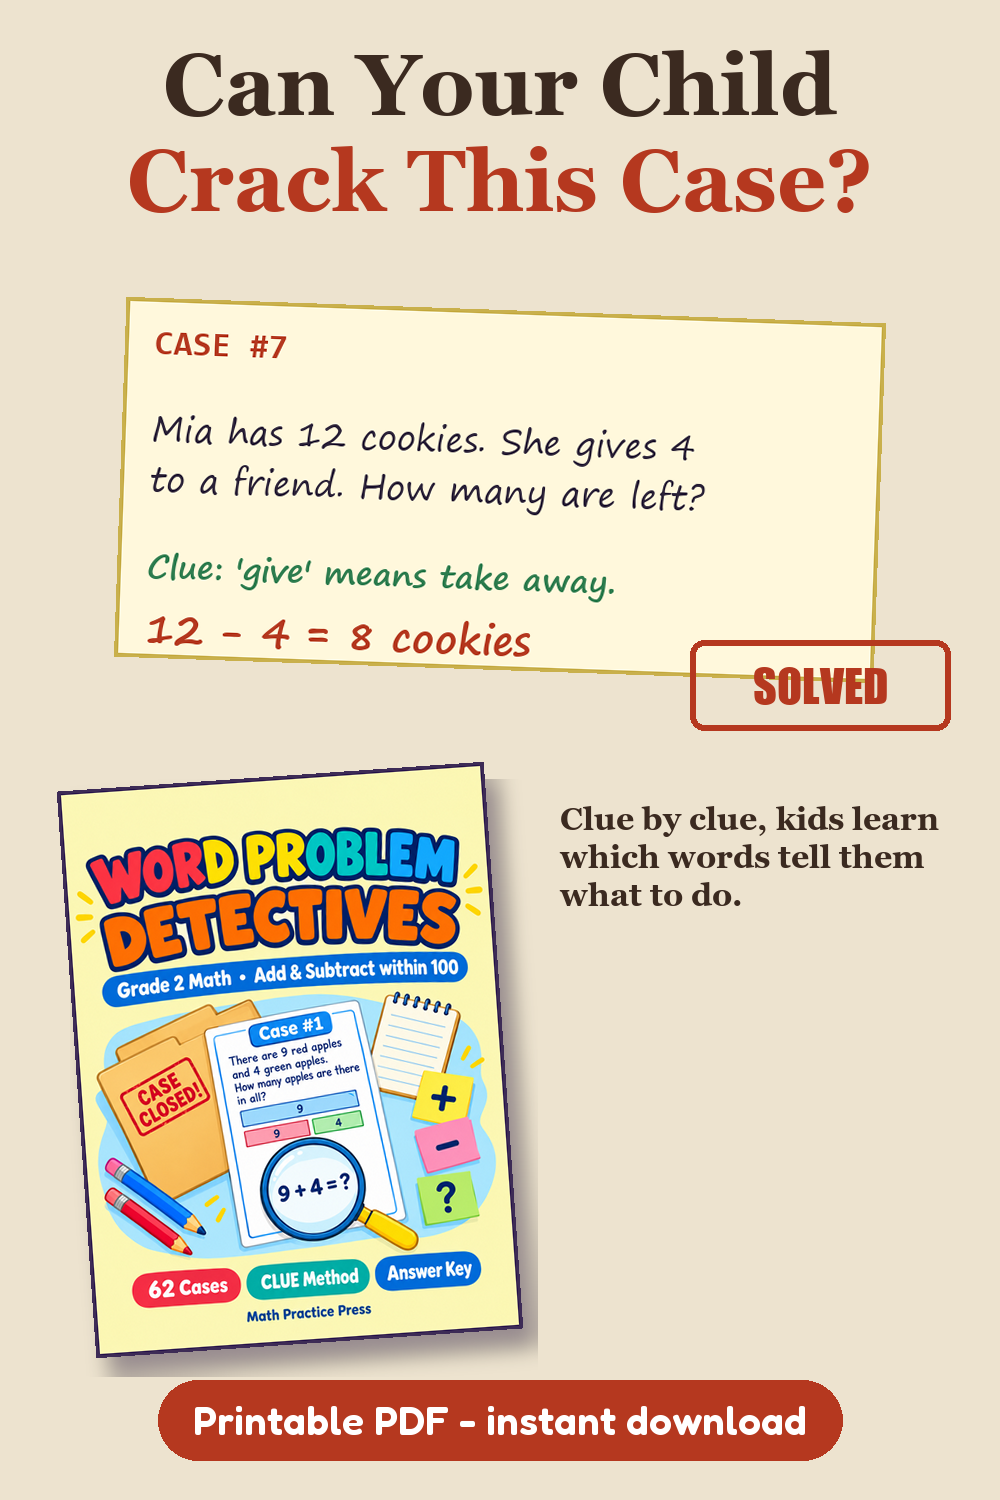 Can Your Child
Crack This Case?
CASE #7
Mia has 12 cookies. She gives 4
to a friend. How many are left?
Clue: 'give' means take away.
12 - 4 = 8 cookies
SOLVED
Clue by clue, kids learn
which words tell them
what to do.
WORD PROBLEM
DETECTIVES
Grade 2 Math • Add & Subtract within 100
CASE
CLOSED!
Case #1
There are 9 red apples
and 4 green apples.
How many apples are there
in all?
9
9 4
9 + 4 = ?
+
-
?
62 Cases
CLUE Method
Answer Key
Math Practice Press
Printable PDF - instant download